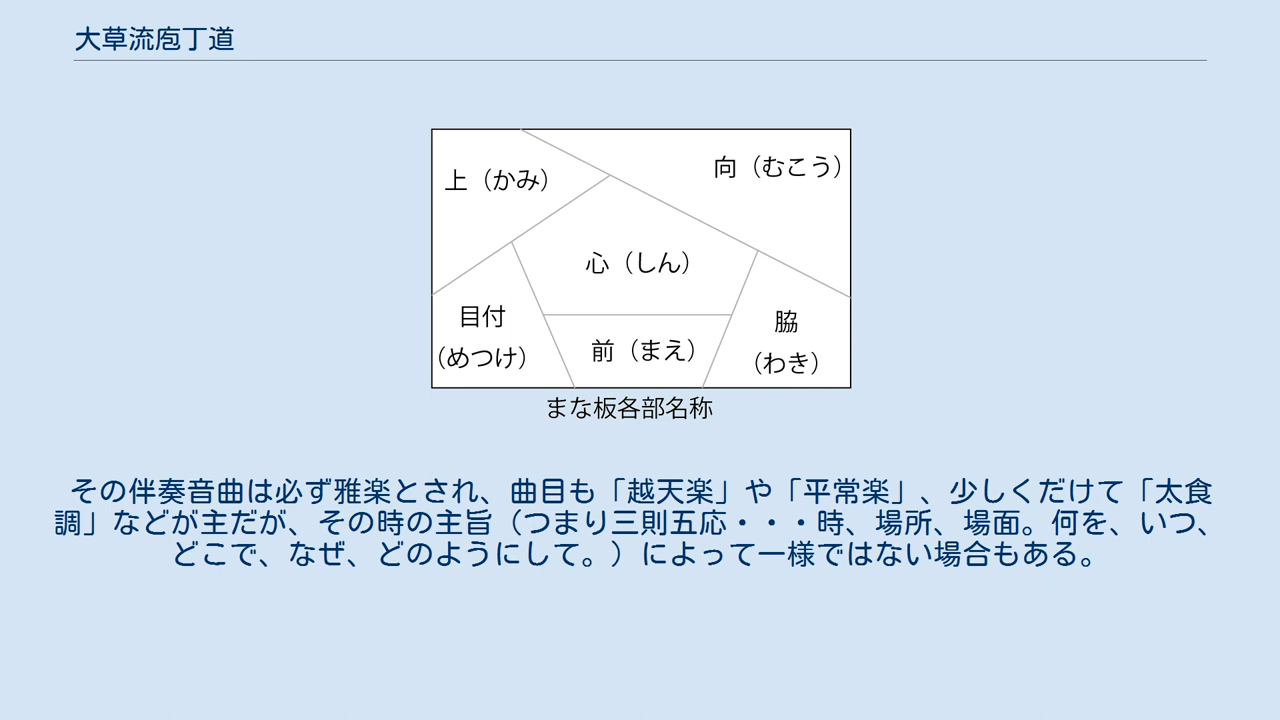 大草流庖丁道
上（かみ）
向（むこう）
心（しん）
目付
（めつけ）
前（まえ）
脇
（わき）
まな板各部名称
その伴奏音曲は必ず雅楽とされ、曲目も「越天楽」や「平常楽」、少しくだけて「太食
調」などが主だが、その時の主旨（つまり三則五応・・・時、場所、場面。何を、いつ、
どこで、なぜ、どのようにして。）によって一様ではない場合もある。